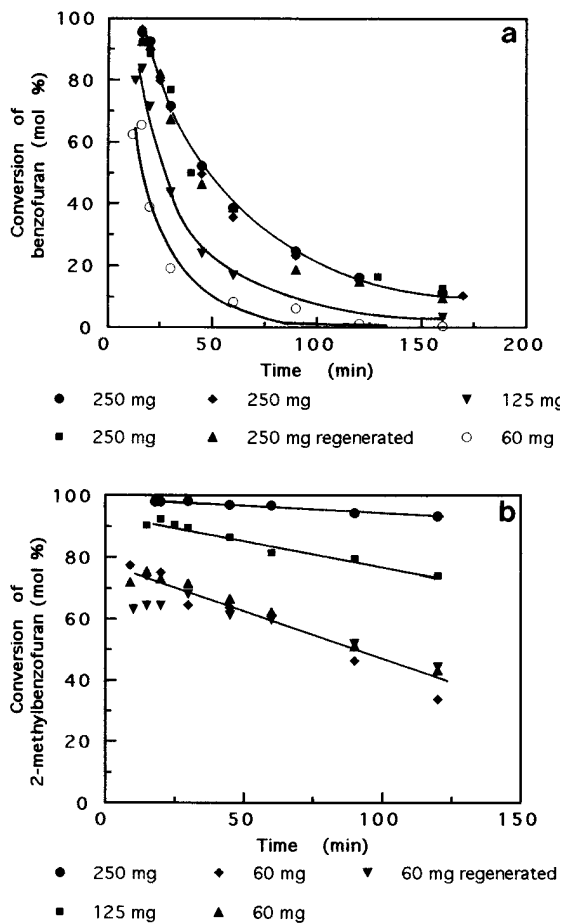 a
100
80
60
40
20
0
Conversion of
benzofuran (mol %)
0 50 100 150 200
Time (min)
250 mg 250 mg 125 mg
250 mg 250 mg regenerated 60 mg
b
100
80
60
40
20
0
Conversion of
2-methylbenzofuran (mol %)
0 50 100 150
Time (min)
250 mg 60 mg 60 mg regenerated
125 mg 60 mg